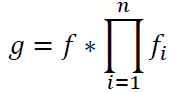 g = f * ∏_{i=1}^{n} f_i